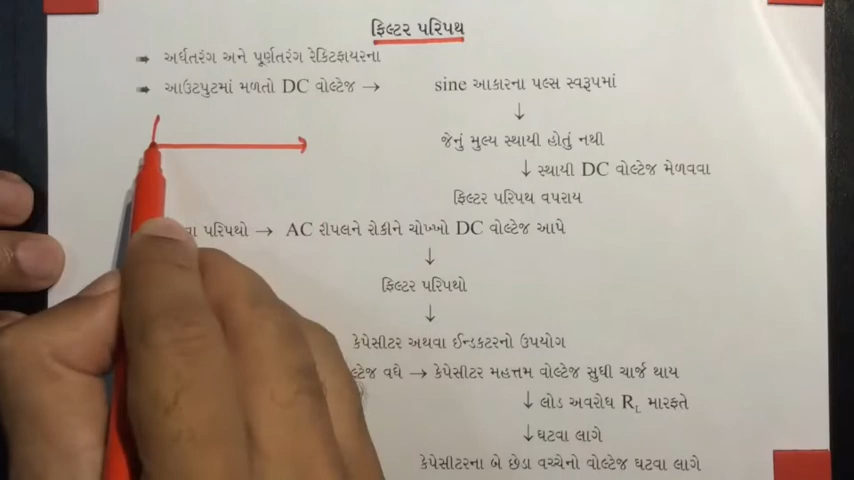 ફિલ્ટર પરિપથ
➡ અર્ધતરંગ અને પૂર્ણતરંગ રેક્ટિફાયરના
➡ આઉટપુટમાં મળતો DC વોલ્ટેજ → sine આકારના પલ્સ સ્વરૂપમાં
↓
જેનું મુલ્ય સ્થાયી હોતું નથી
↓ સ્થાયી DC વોલ્ટેજ મેળવવા
ફિલ્ટર પરિપથ વપરાય
પરિપથો → AC રીપલને રોકીને ચોખ્ખો DC વોલ્ટેજ આપે
↓
ફિલ્ટર પરિપથો
↓
કેપેસીટર અથવા ઈન્ડક્ટરનો ઉપયોગ
વધે → કેપેસીટર મહત્તમ વોલ્ટેજ સુધી ચાર્જ થાય
↓ લોડ અવરોધ R_L મારફતે
↓ ઘટવા લાગે
કેપેસીટરના બે છેડા વચ્ચેનો વોલ્ટેજ ઘટવા લાગે